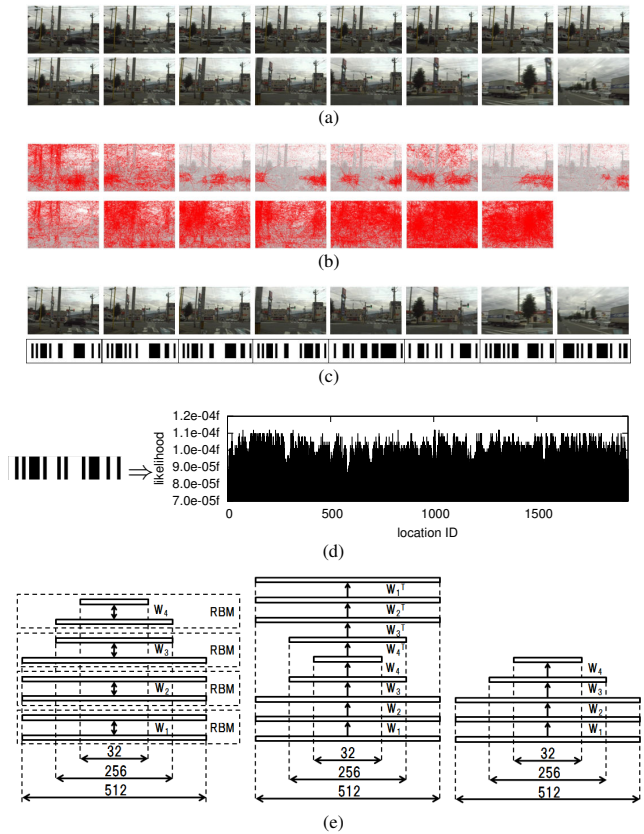 (a)
(b)
(c)
1.2e-04f
1.1e-04f
1.0e-04f
9.0e-05f
8.0e-05f
7.0e-05f
likelihood
0
500
1000
1500
location ID
(d)
W₄
RBM
W₃
RBM
W₂
RBM
W₁
RBM
32
256
512
W₁ᵀ
W₂ᵀ
W₃ᵀ
W₄ᵀ
W₄
W₃
W₂
W₁
32
256
512
W₄
W₃
W₂
W₁
32
256
512
(e)